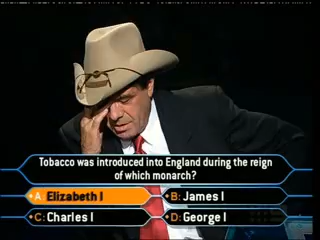 Tobacco was introduced into England during the reign
of which monarch?
A: Elizabeth I
B: James I
C: Charles I
D: George I